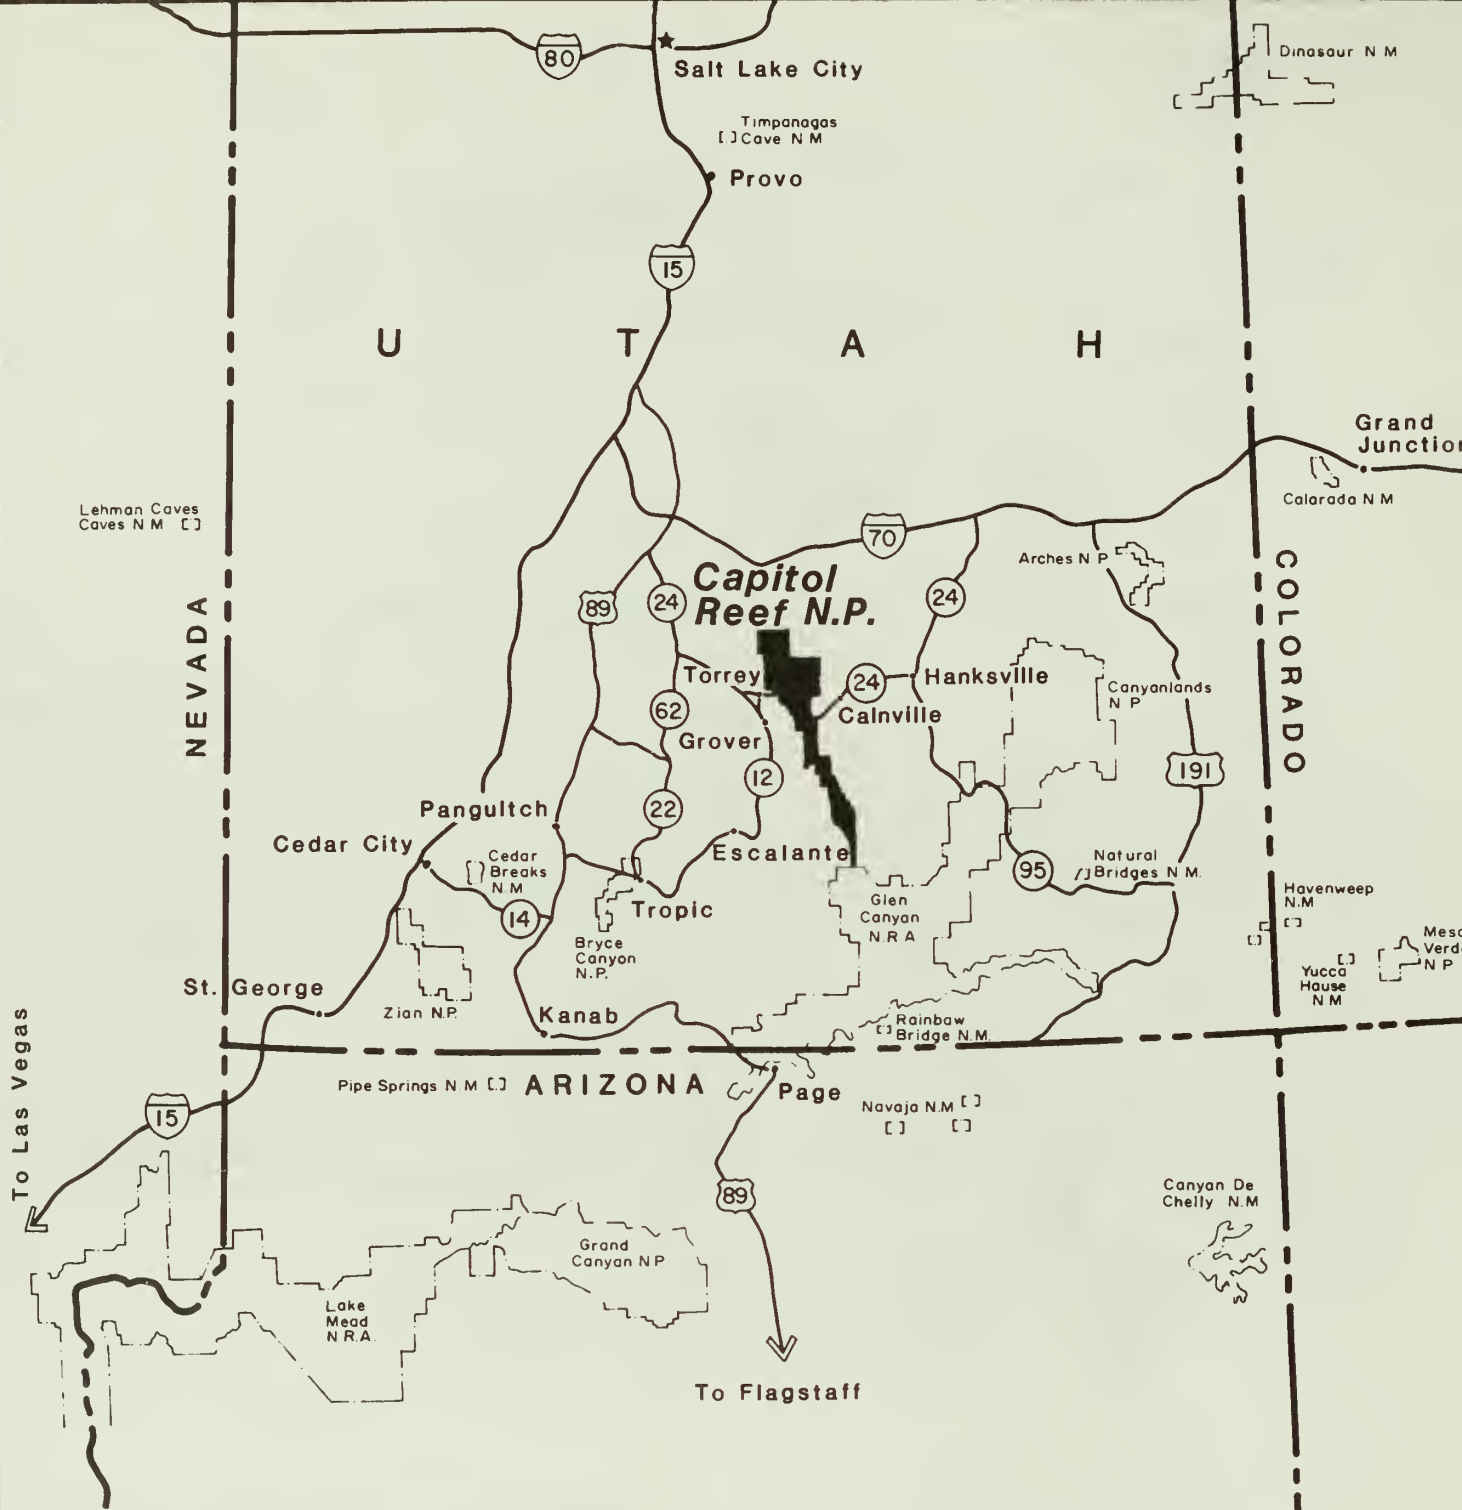 80
Salt Lake City
Dinasaur N M
Timpanagas
Cave N M
Provo
15
U T A H
Grand
Junction
Calarada N M
Lehman Caves
Caves N M
70
Arches N P
Capitol
Reef N.P.
89
24
24
NEVADA
COLORADO
Torrey
24
Hanksville
Canyanlands
N P
62
Calnville
Grover
12
191
Pangultch
22
Cedar City
Cedar
Breaks
N M
Escalante
95
Natural
Bridges N M.
14
Tropic
Glen
Canyan
N.R A
Havenweep
N.M
Bryce
Canyon
N.P.
Mesa
Verde
N P
Yucca
Hause
N M
St. George
Zian N.P.
Kanab
Rainbaw
Bridge N.M.
To Las Vegas
Pipe Springs N M
ARIZONA
Page
Navaja N.M
15
89
Canyan De
Chelly N.M
Grand
Canyan N P
Lake
Mead
N R.A.
To Flagstaff